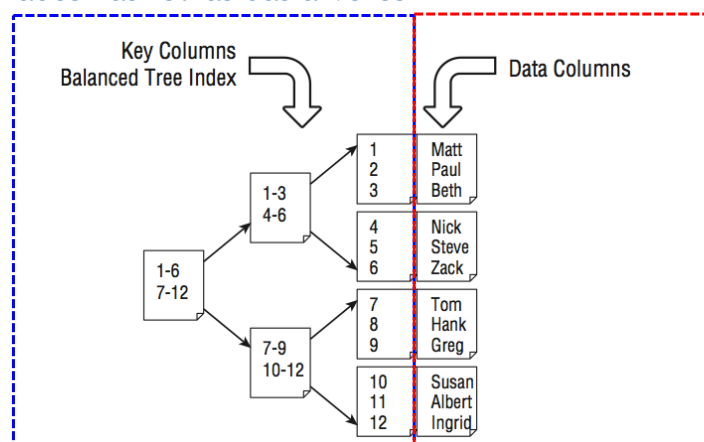 Key Columns
Balanced Tree Index
Data Columns
1 Matt
2 Paul
3 Beth
1-3
4-6
4 Nick
5 Steve
6 Zack
1-6
7-12
7 Tom
8 Hank
9 Greg
7-9
10-12
10 Susan
11 Albert
12 Ingrid